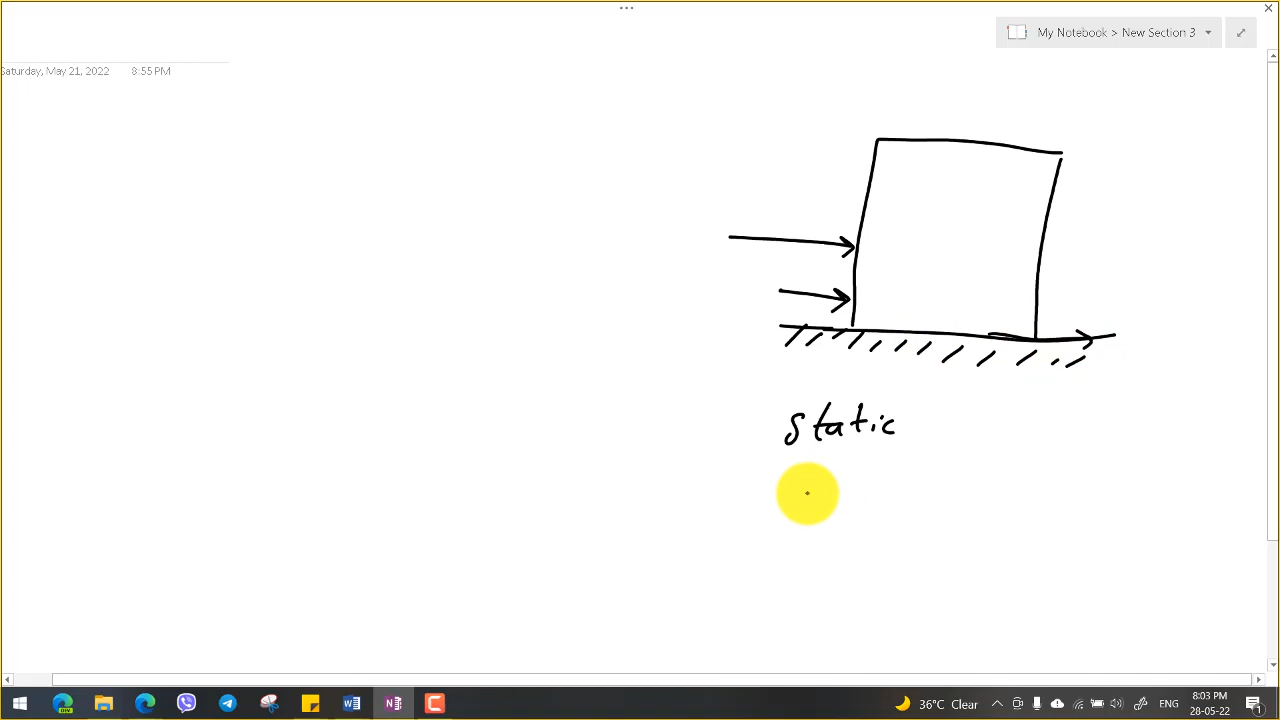 My Notebook > New Section 3
Saturday, May 21, 2022 8:55 PM
static
36°C Clear
ENG
8:03 PM
28-05-22
1